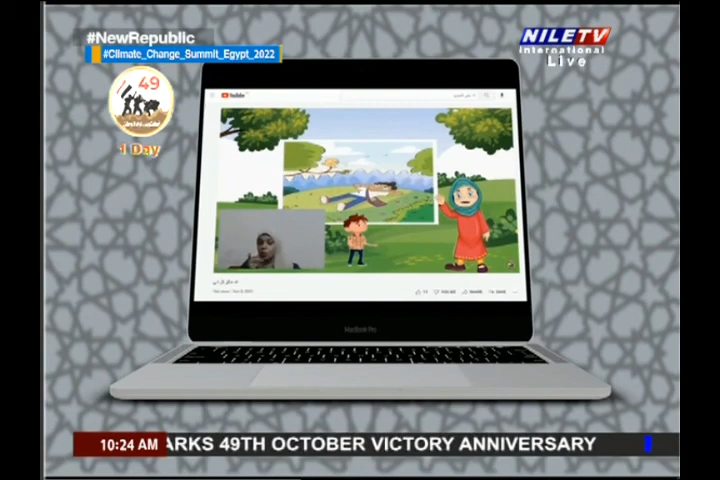 #NewRepublic
#Climate_Change_Summit_Egypt_2022
NILETV
International
Live
49
1 Day
YouTube
MacBook Pro
10:24 AM
ARKS 49TH OCTOBER VICTORY ANNIVERSARY